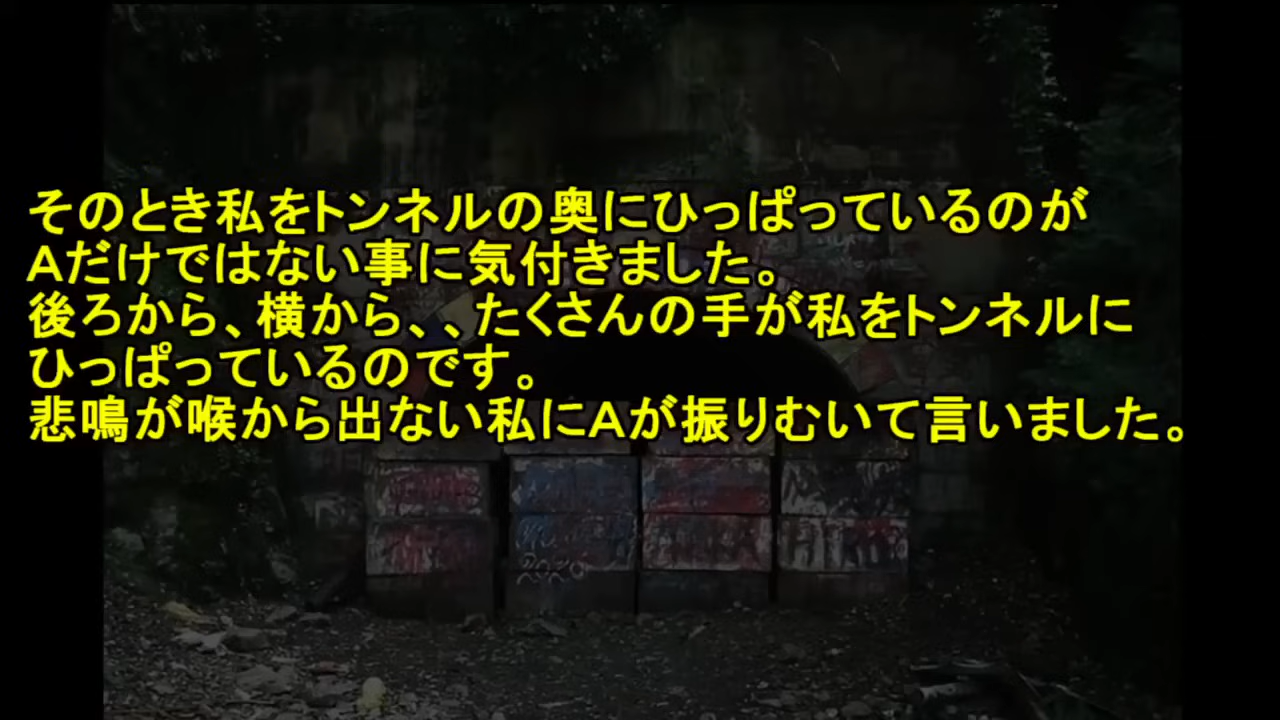 そのとき私をトンネルの奥にひっぱっているのが
Ａだけではない事に気付きました。
後ろから、横から、、たくさんの手が私をトンネルに
ひっぱっているのです。
悲鳴が喉から出ない私にＡが振りむいて言いました。